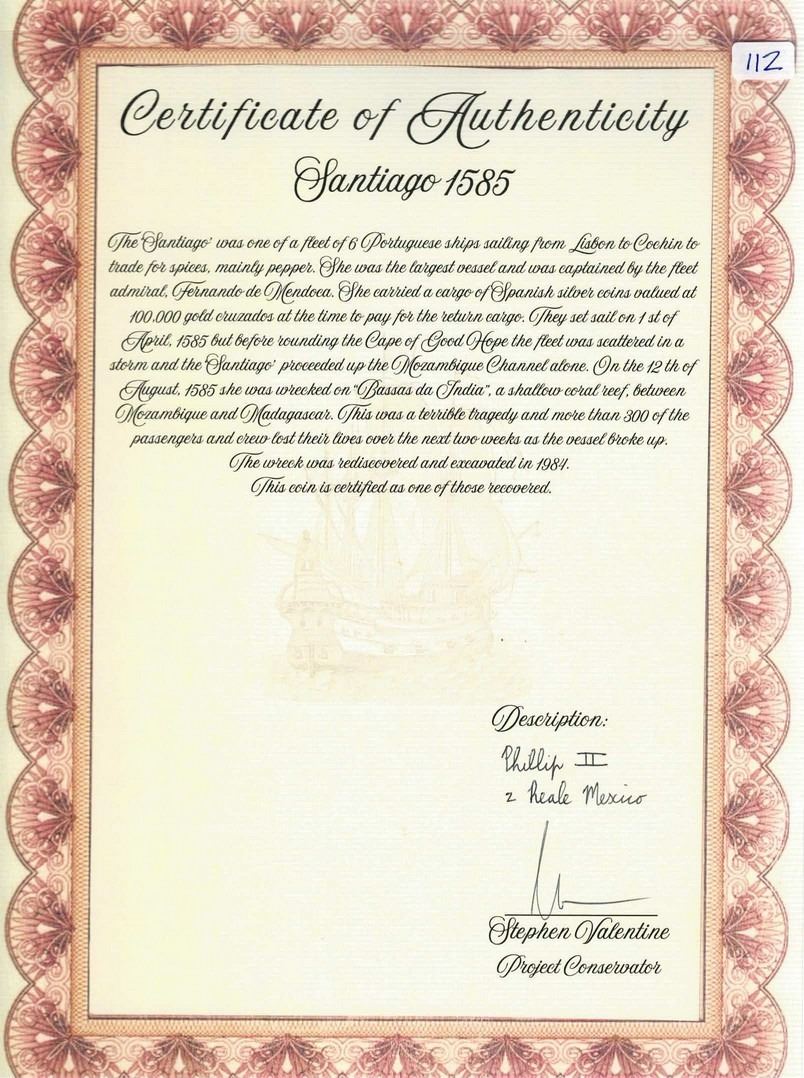 112
Certificate of Authenticity
Santiago 1585
The 'Santiago' was one of a fleet of 6 Portuguese ships sailing from Lisbon to Cochin to
trade for spices, mainly pepper. She was the largest vessel and was captained by the fleet
admiral, Fernando de Mendoca. She carried a cargo of Spanish silver coins valued at
100.000 gold cruzados at the time to pay for the return cargo. They set sail on 1 st of
April, 1585 but before rounding the Cape of Good Hope the fleet was scattered in a
storm and the 'Santiago' proceeded up the Mozambique Channel alone. On the 12 th of
August, 1585 she was wrecked on "Bassas da India", a shallow coral reef, between
Mozambique and Madagascar. This was a terrible tragedy and more than 300 of the
passengers and crew lost their lives over the next two weeks as the vessel broke up.
The wreck was rediscovered and excavated in 1984.
This coin is certified as one of those recovered.
Description:
Phillip II
2 Reale Mexico
Stephen Valentine
Project Conservator